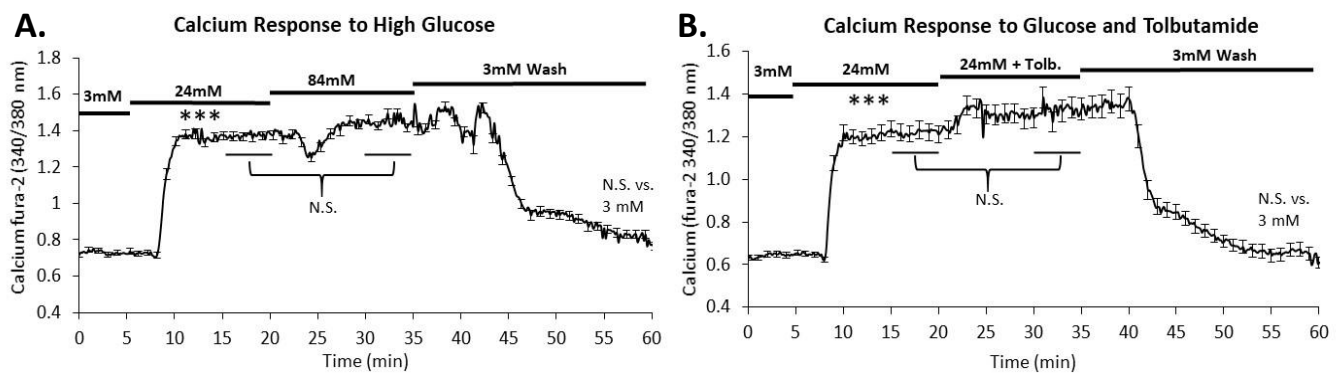 A.
Calcium Response to High Glucose
Calcium fura-2 (340/380 nm)
1.8
1.6
1.4
1.2
1
0.8
0.6
0.4
3mM
24mM
84mM
3mM Wash
***
N.S.
N.S. vs.
3 mM
0 5 10 15 20 25 30 35 40 45 50 55 60
Time (min)
B.
Calcium Response to Glucose and Tolbutamide
Calcium (fura-2 340/380 nm)
1.6
1.4
1.2
1.0
0.8
0.6
0.4
3mM
24mM
24mM + Tolb.
3mM Wash
***
N.S.
N.S. vs.
3 mM
0 5 10 15 20 25 30 35 40 45 50 55 60
Time (min)